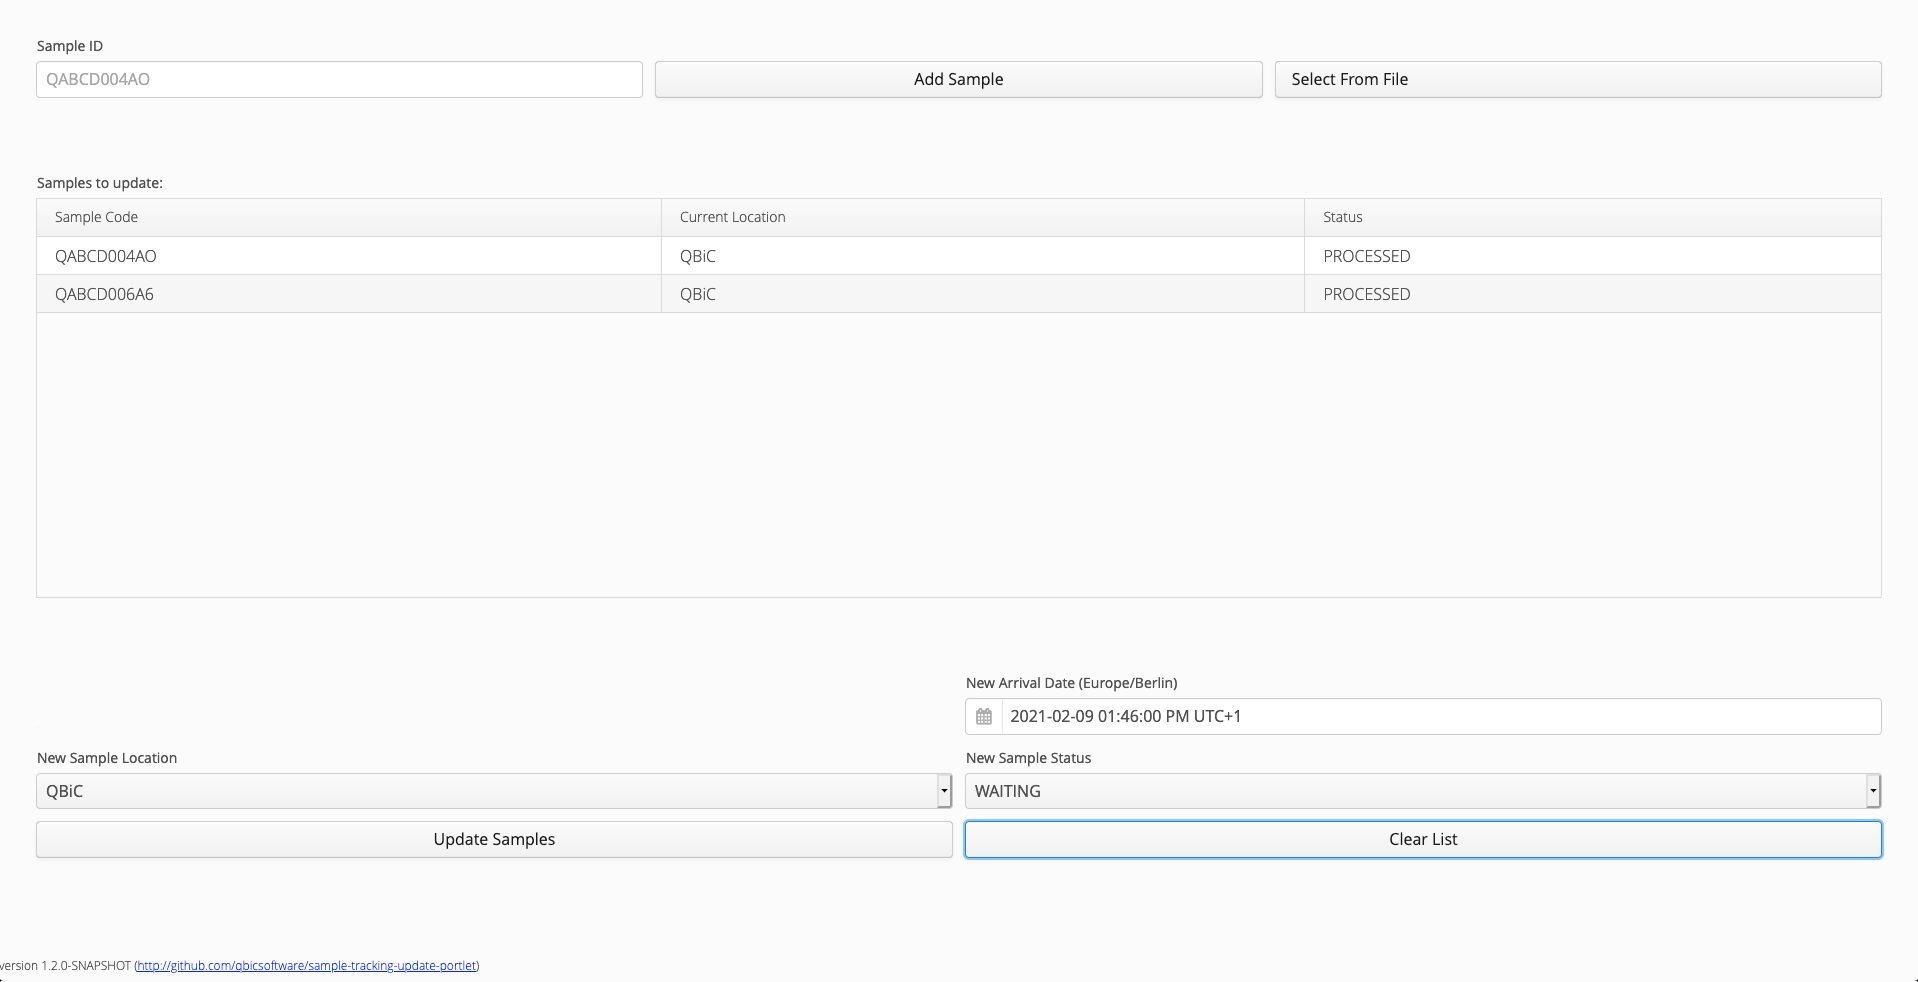 Sample ID
QABCD004AO
Add Sample
Select From File
Samples to update:
Sample Code Current Location Status
QABCD004AO QBiC PROCESSED
QABCD006A6 QBiC PROCESSED
New Arrival Date (Europe/Berlin)
2021-02-09 01:46:00 PM UTC+1
New Sample Location
QBiC
New Sample Status
WAITING
Update Samples
Clear List
version 1.2.0-SNAPSHOT (http://github.com/qbicsoftware/sample-tracking-update-portlet)